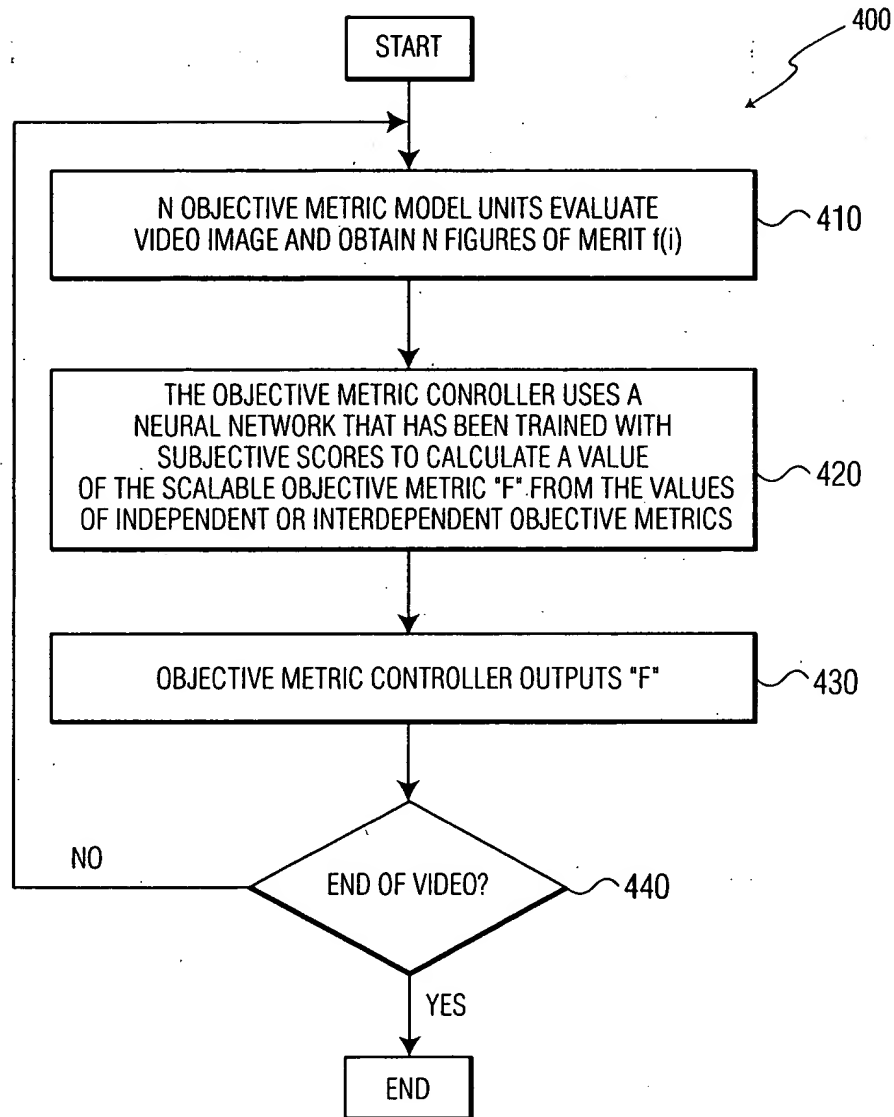 400
START
N OBJECTIVE METRIC MODEL UNITS EVALUATE
VIDEO IMAGE AND OBTAIN N FIGURES OF MERIT f(i)
410
THE OBJECTIVE METRIC CONROLLER USES A
NEURAL NETWORK THAT HAS BEEN TRAINED WITH
SUBJECTIVE SCORES TO CALCULATE A VALUE
OF THE SCALABLE OBJECTIVE METRIC "F" FROM THE VALUES
OF INDEPENDENT OR INTERDEPENDENT OBJECTIVE METRICS
420
OBJECTIVE METRIC CONTROLLER OUTPUTS "F"
430
NO
END OF VIDEO?
440
YES
END